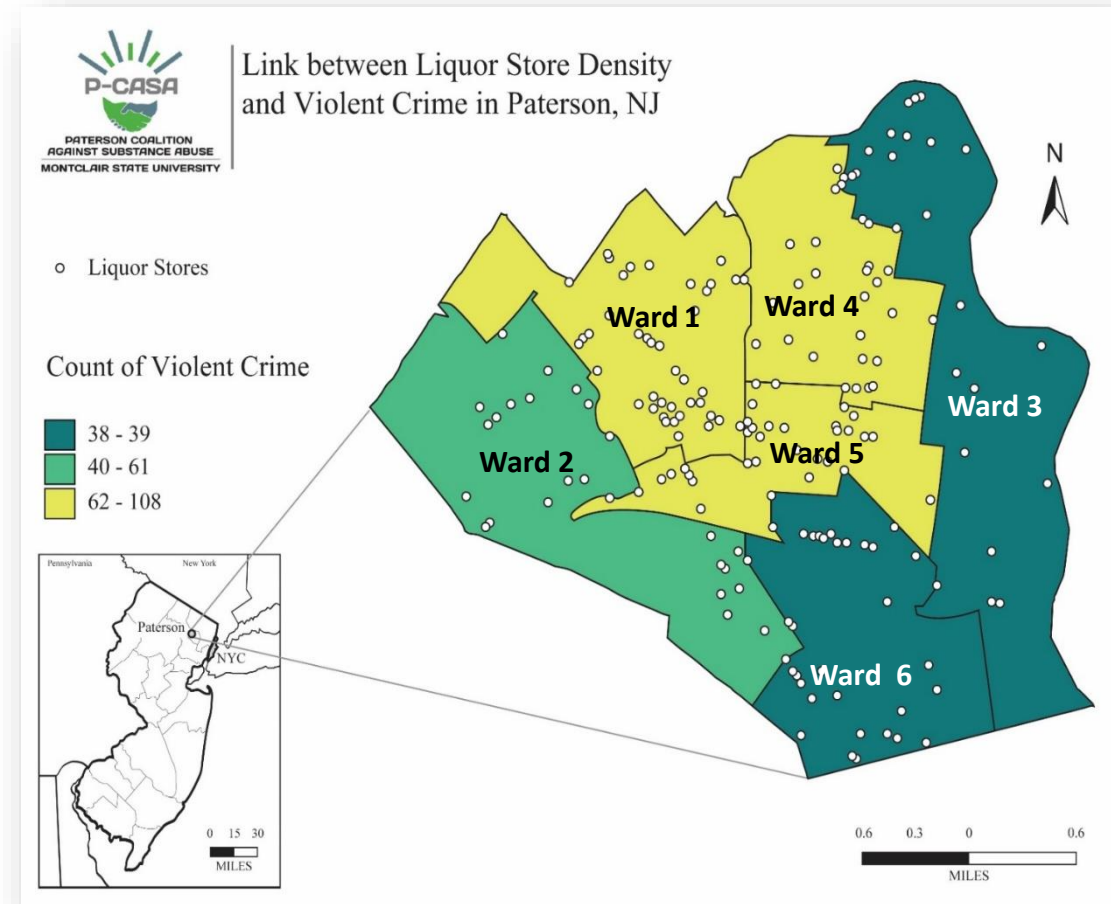 P-CASA
PATERSON COALITION
AGAINST SUBSTANCE ABUSE
MONTCLAIR STATE UNIVERSITY
Link between Liquor Store Density
and Violent Crime in Paterson, NJ
N
Liquor Stores
Count of Violent Crime
38 - 39
40 - 61
62 - 108
Ward 1
Ward 4
Ward 3
Ward 2
Ward 5
Ward 6
Pennsylvania
New York
Paterson
NYC
0 15 30
MILES
0.6 0.3 0 0.6
MILES